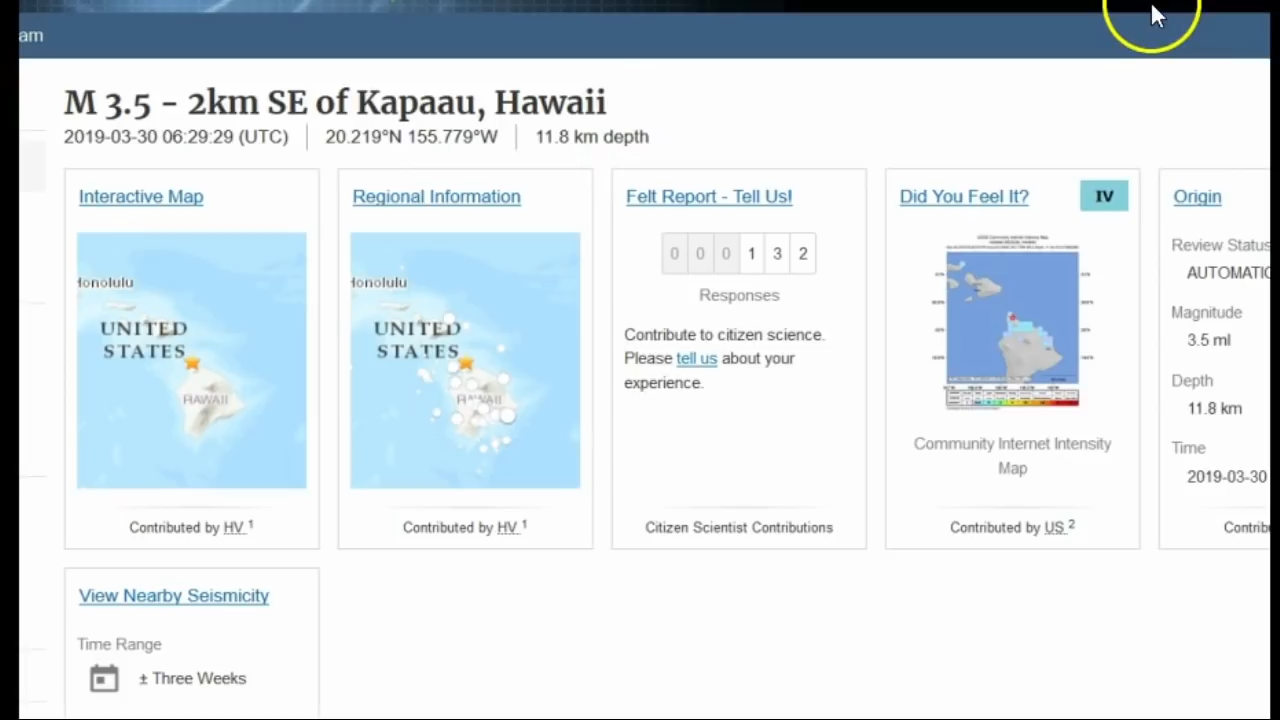 am
M 3.5 - 2km SE of Kapaau, Hawaii
2019-03-30 06:29:29 (UTC) 20.219°N 155.779°W 11.8 km depth
Interactive Map
Honolulu
UNITED
STATES
HAWAII
Contributed by HV 1
Regional Information
Honolulu
UNITED
STATES
HAWAII
Contributed by HV 1
Felt Report - Tell Us!
0 0 0 1 3 2
Responses
Contribute to citizen science.
Please tell us about your
experience.
Citizen Scientist Contributions
Did You Feel It?
IV
Community Internet Intensity
Map
Contributed by US 2
Origin
Review Status
AUTOMATIC
Magnitude
3.5 ml
Depth
11.8 km
Time
2019-03-30
Contrib
View Nearby Seismicity
Time Range
± Three Weeks